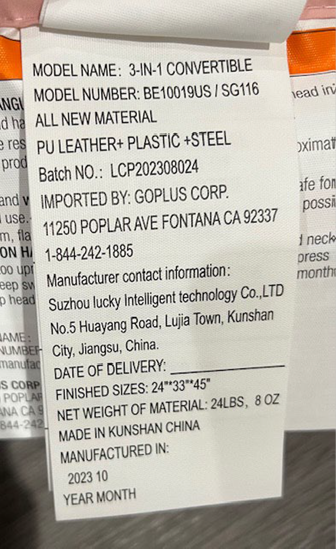 MODEL NAME: 3-IN-1 CONVERTIBLE
MODEL NUMBER: BE10019US / SG116
ALL NEW MATERIAL
PU LEATHER+ PLASTIC +STEEL
Batch NO.: LCP202308024
IMPORTED BY: GOPLUS CORP.
11250 POPLAR AVE FONTANA CA 92337
1-844-242-1885
Manufacturer contact information:
Suzhou lucky Intelligent technology Co.,LTD
No.5 Huayang Road, Lujia Town, Kunshan
City, Jiangsu, China.
DATE OF DELIVERY: ____________
FINISHED SIZES: 24"*33"*45"
NET WEIGHT OF MATERIAL: 24LBS, 8 OZ
MADE IN KUNSHAN CHINA
MANUFACTURED IN:
2023 10
YEAR MONTH